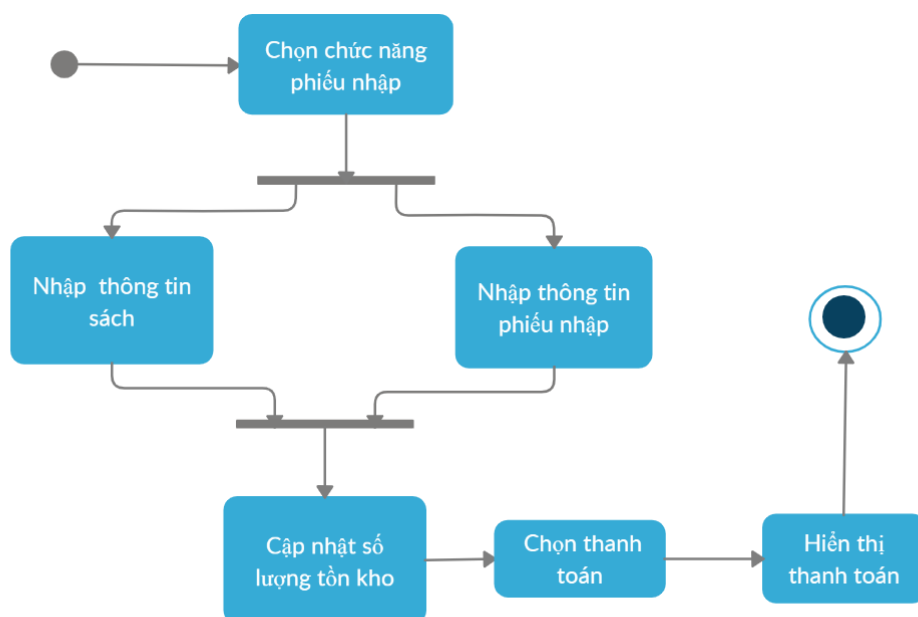 Chọn chức năng
phiếu nhập
Nhập thông tin
sách
Nhập thông tin
phiếu nhập
Cập nhật số
lượng tồn kho
Chọn thanh
toán
Hiển thị
thanh toán